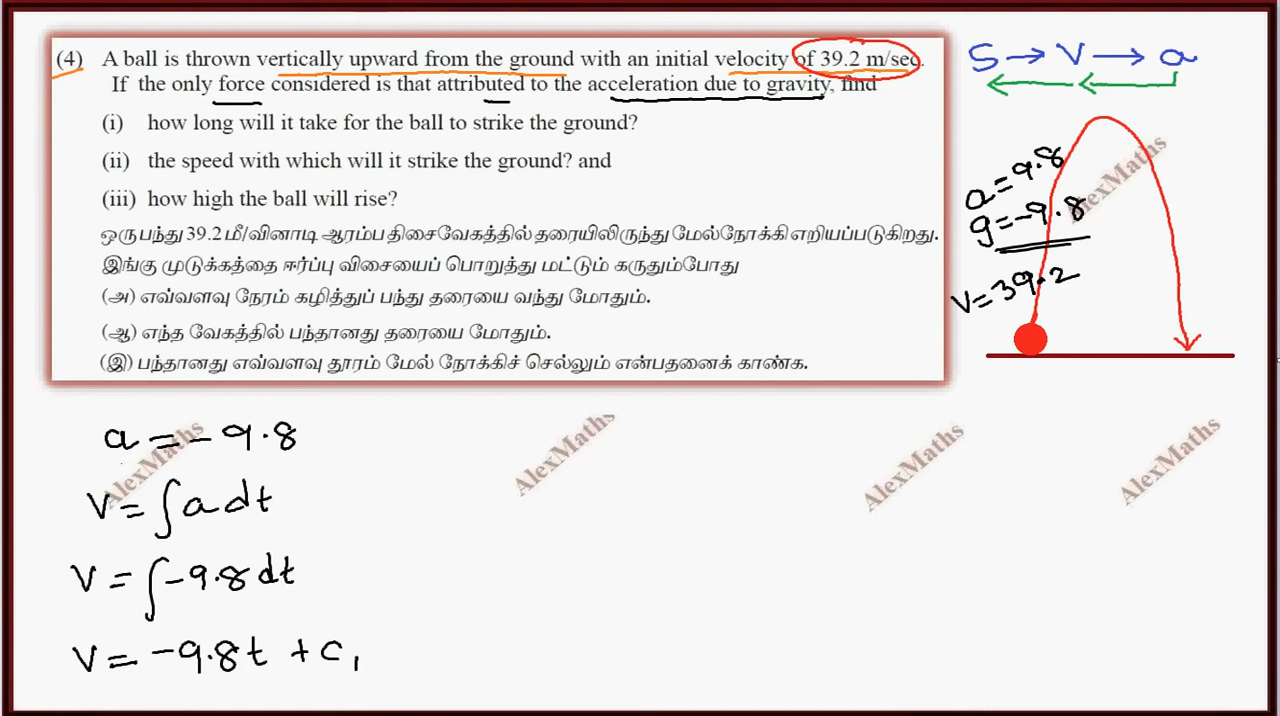 (4) A ball is thrown vertically upward from the ground with an initial velocity of 39.2 m/sec.
If the only force considered is that attributed to the acceleration due to gravity, find
(i) how long will it take for the ball to strike the ground?
(ii) the speed with which will it strike the ground? and
(iii) how high the ball will rise?
ஒரு பந்து 39.2 மீ/வினாடி ஆரம்ப திசைவேகத்தில் தரையிலிருந்து மேல்நோக்கி எறியப்படுகிறது.
இங்கு முடுக்கத்தை ஈர்ப்பு விசையைப் பொறுத்து மட்டும் கருதும்போது
(அ) எவ்வளவு நேரம் கழித்துப் பந்து தரையை வந்து மோதும்.
(ஆ) எந்த வேகத்தில் பந்தானது தரையை மோதும்.
(இ) பந்தானது எவ்வளவு தூரம் மேல் நோக்கிச் செல்லும் என்பதனைக் காண்க.
S → V → a
a = 9.8
g = -9.8
V = 39.2
AlexMaths
a = -9.8
V = ∫ a dt
V = ∫ -9.8 dt
V = -9.8t + C₁
AlexMaths
AlexMaths
AlexMaths
AlexMaths